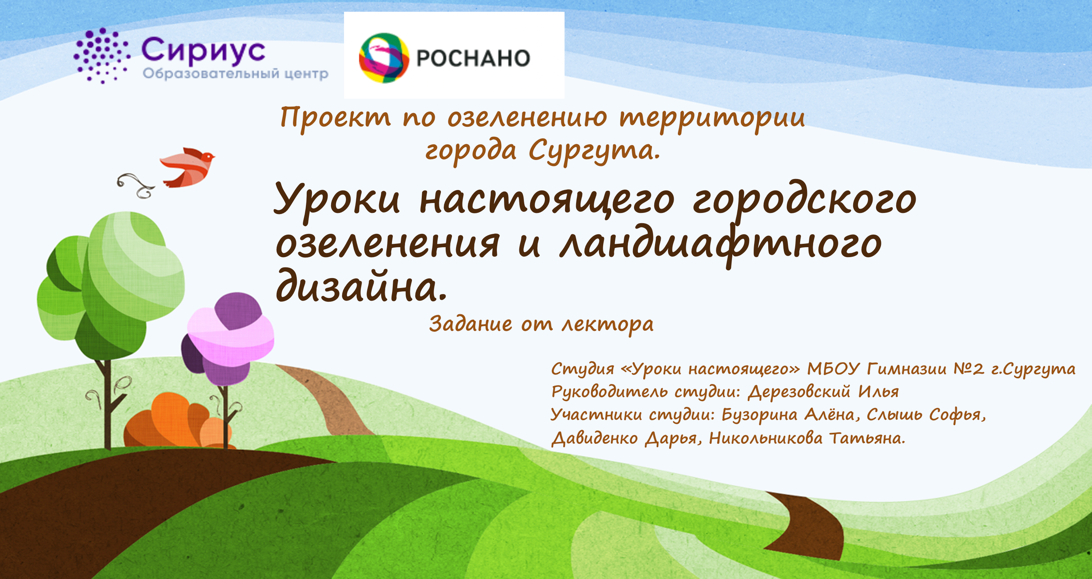 Сириус
Образовательный центр
РОСНАНО
Проект по озеленению территории
города Сургута.
Уроки настоящего городского
озеленения и ландшафтного
дизайна.
Задание от лектора
Студия «Уроки настоящего» МБОУ Гимназии №2 г.Сургута
Руководитель студии: Дерезовский Илья
Участники студии: Бузорина Алёна, Слышь Софья,
Давиденко Дарья, Никольникова Татьяна.